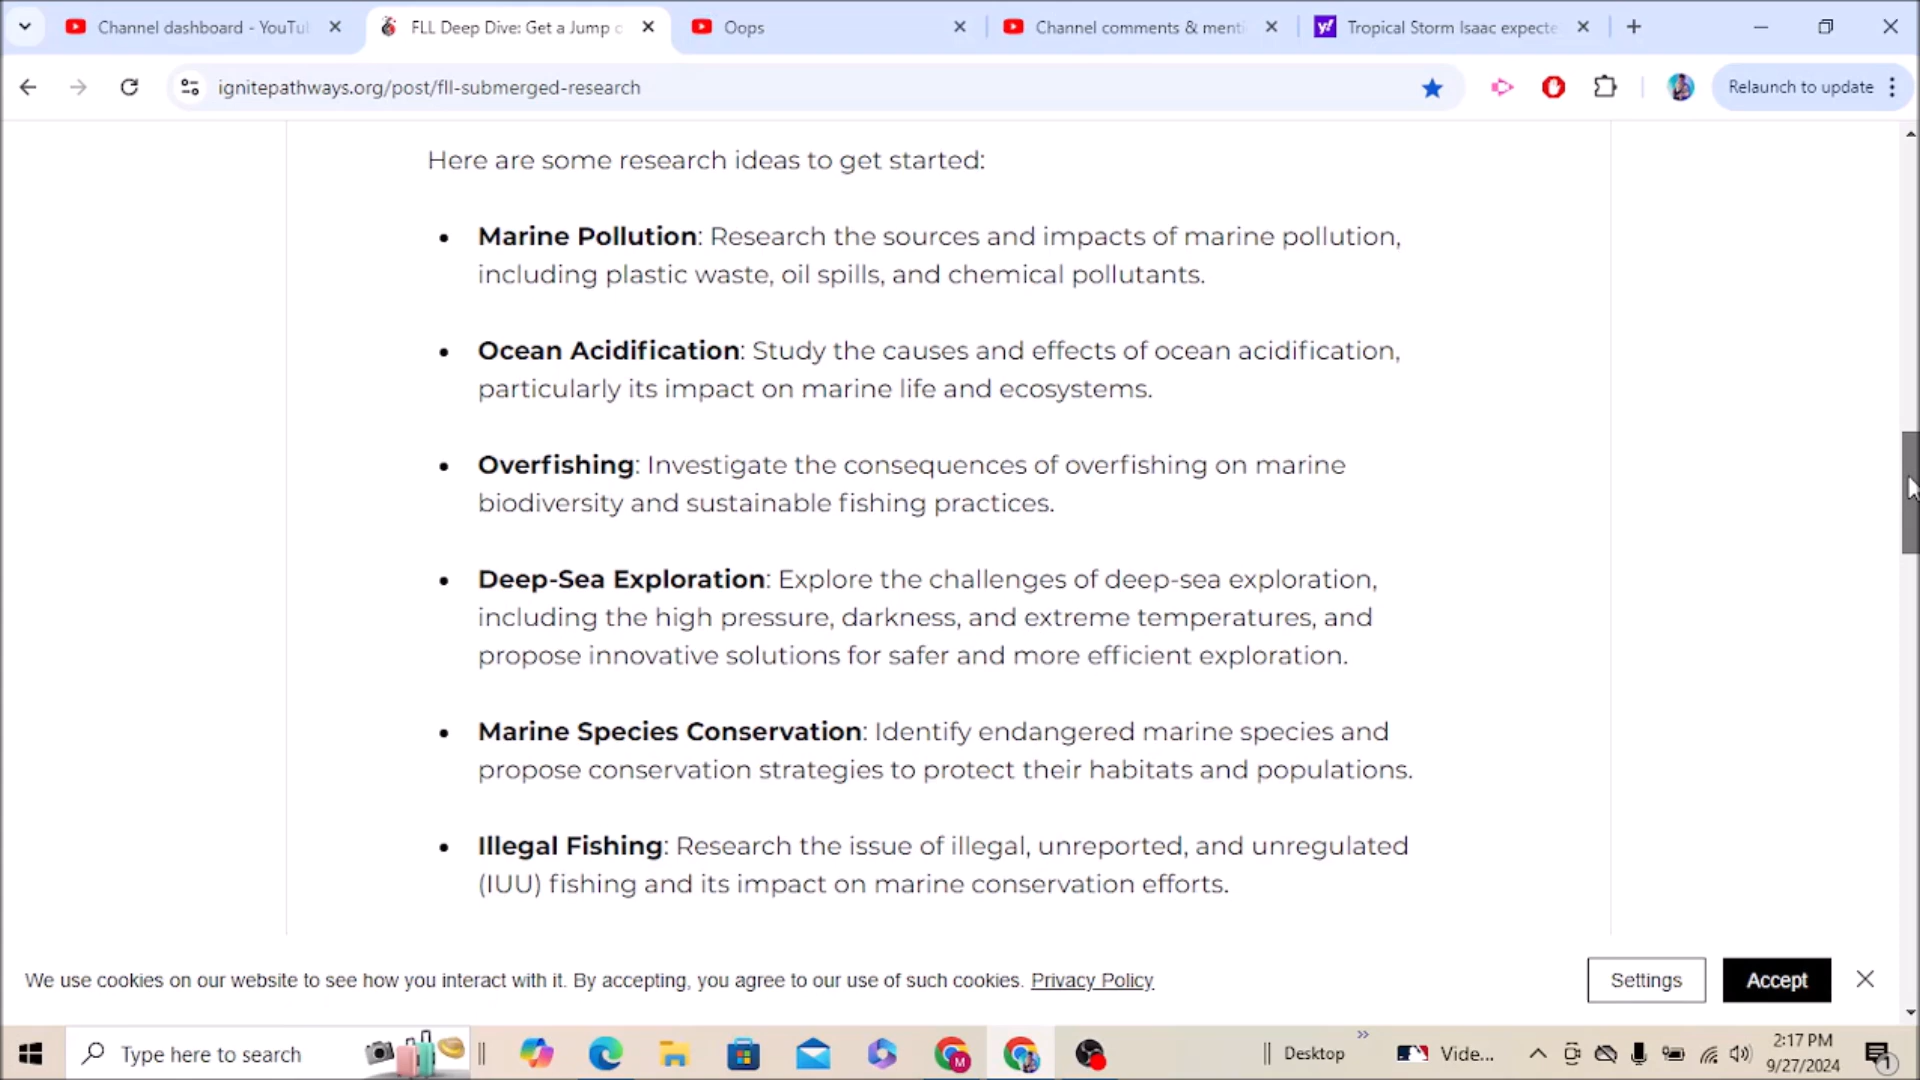 Channel dashboard - YouTu
FLL Deep Dive: Get a Jump o
Oops
Channel comments & menti
Tropical Storm Isaac expecte
ignitepathways.org/post/fll-submerged-research
Relaunch to update
Here are some research ideas to get started:
• Marine Pollution: Research the sources and impacts of marine pollution,
including plastic waste, oil spills, and chemical pollutants.
• Ocean Acidification: Study the causes and effects of ocean acidification,
particularly its impact on marine life and ecosystems.
• Overfishing: Investigate the consequences of overfishing on marine
biodiversity and sustainable fishing practices.
• Deep-Sea Exploration: Explore the challenges of deep-sea exploration,
including the high pressure, darkness, and extreme temperatures, and
propose innovative solutions for safer and more efficient exploration.
• Marine Species Conservation: Identify endangered marine species and
propose conservation strategies to protect their habitats and populations.
• Illegal Fishing: Research the issue of illegal, unreported, and unregulated
(IUU) fishing and its impact on marine conservation efforts.
We use cookies on our website to see how you interact with it. By accepting, you agree to our use of such cookies. Privacy Policy
Settings
Accept
Type here to search
Desktop
Vide...
2:17 PM
9/27/2024
1